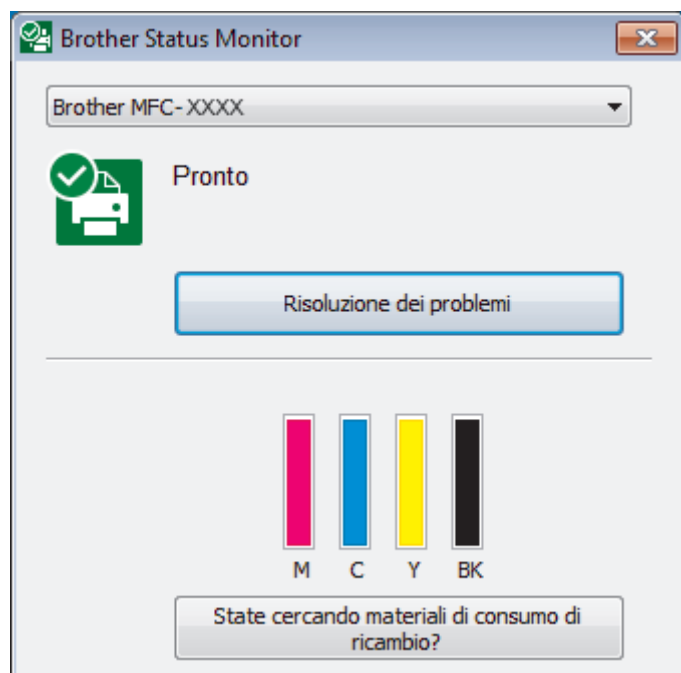 Brother Status Monitor
Brother MFC-XXXX
Pronto
Risoluzione dei problemi
M C Y BK
State cercando materiali di consumo di
ricambio?